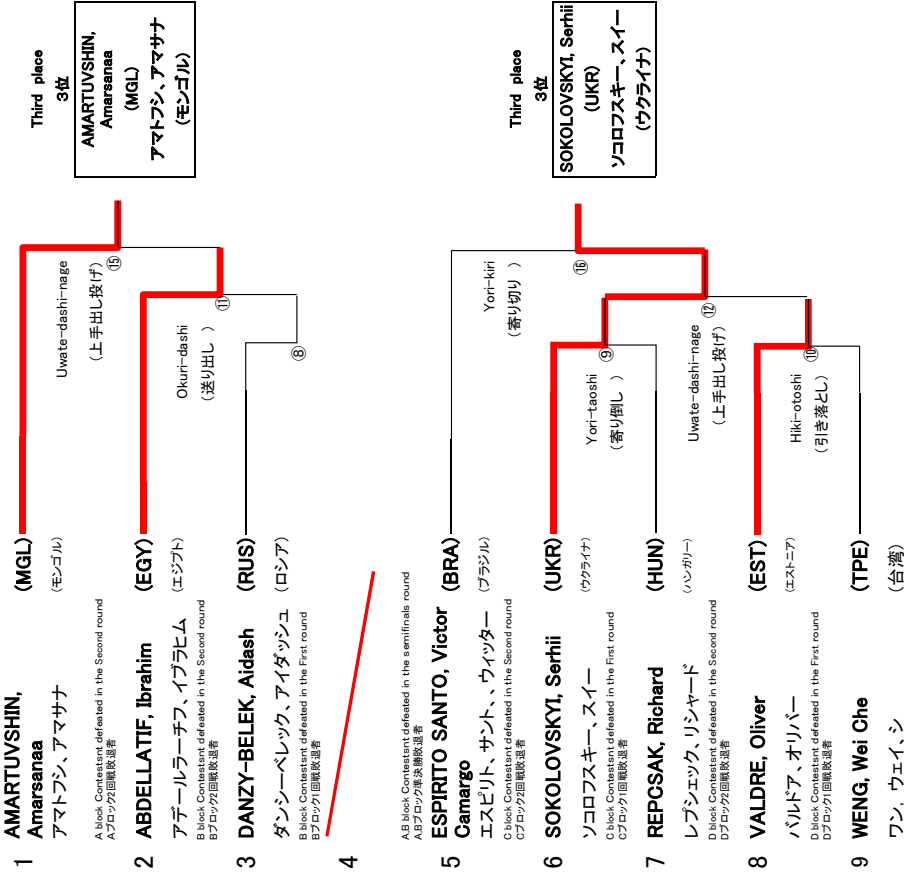 1
AMARTUVSHIN,
Amarsanaa
(MGL)
アマトフシ、アマサナ
(モンゴル)
A block Contestsnt defeated in the Second round
Aブロック2回戦敗退者
2
ABDELLATIF, Ibrahim
(EGY)
アデールラーチフ、イブラヒム
(エジプト)
B block Contestsnt defeated in the Second round
Bブロック2回戦敗退者
3
DANZY-BELEK, Aidash
(RUS)
ダンシーベレック、アイダッシュ
(ロシア)
B block Contestsnt defeated in the First round
Bブロック1回戦敗退者
4
A,B block Contestsnt defeated in the semifinals round
A,Bブロック準決勝敗退者
5
ESPIRITO SANTO, Victor
Camargo
(BRA)
エスピリト、サント、、ウィッター
(ブラジル)
C block Contestsnt defeated in the Second round
Cブロック2回戦敗退者
6
SOKOLOVSKYI, Serhii
(UKR)
ソコロフスキー、スイー
(ウクライナ)
C block Contestsnt defeated in the First round
Cブロック1回戦敗退者
7
REPCSAK, Richard
(HUN)
レプシェック、リシャード
(ハンガリー)
D block Contestsnt defeated in the Second round
Dブロック2回戦敗退者
8
VALDRE, Oliver
(EST)
バルドア、オリバー
(エストニア)
D block Contestsnt defeated in the First round
Dブロック1回戦敗退者
9
WENG, Wei Che
(TPE)
ワン，ウェイ、シ
(台湾)
Uwate-dashi-nage
(上手出し投げ)
⑮
Okuri-dashi
(送り出し )
⑪
⑧
Yori-kiri
(寄り切り )
⑯
Yori-taoshi
(寄り倒し )
⑨
Uwate-dashi-nage
(上手出し投げ)
⑫
Hiki-otoshi
(引き落とし)
⑩
Third place
3位
AMARTUVSHIN,
Amarsanaa
(MGL)
アマトフシ、アマサナ
(モンゴル)
Third place
3位
SOKOLOVSKYI, Serhii
(UKR)
ソコロフスキー、スイー
(ウクライナ)